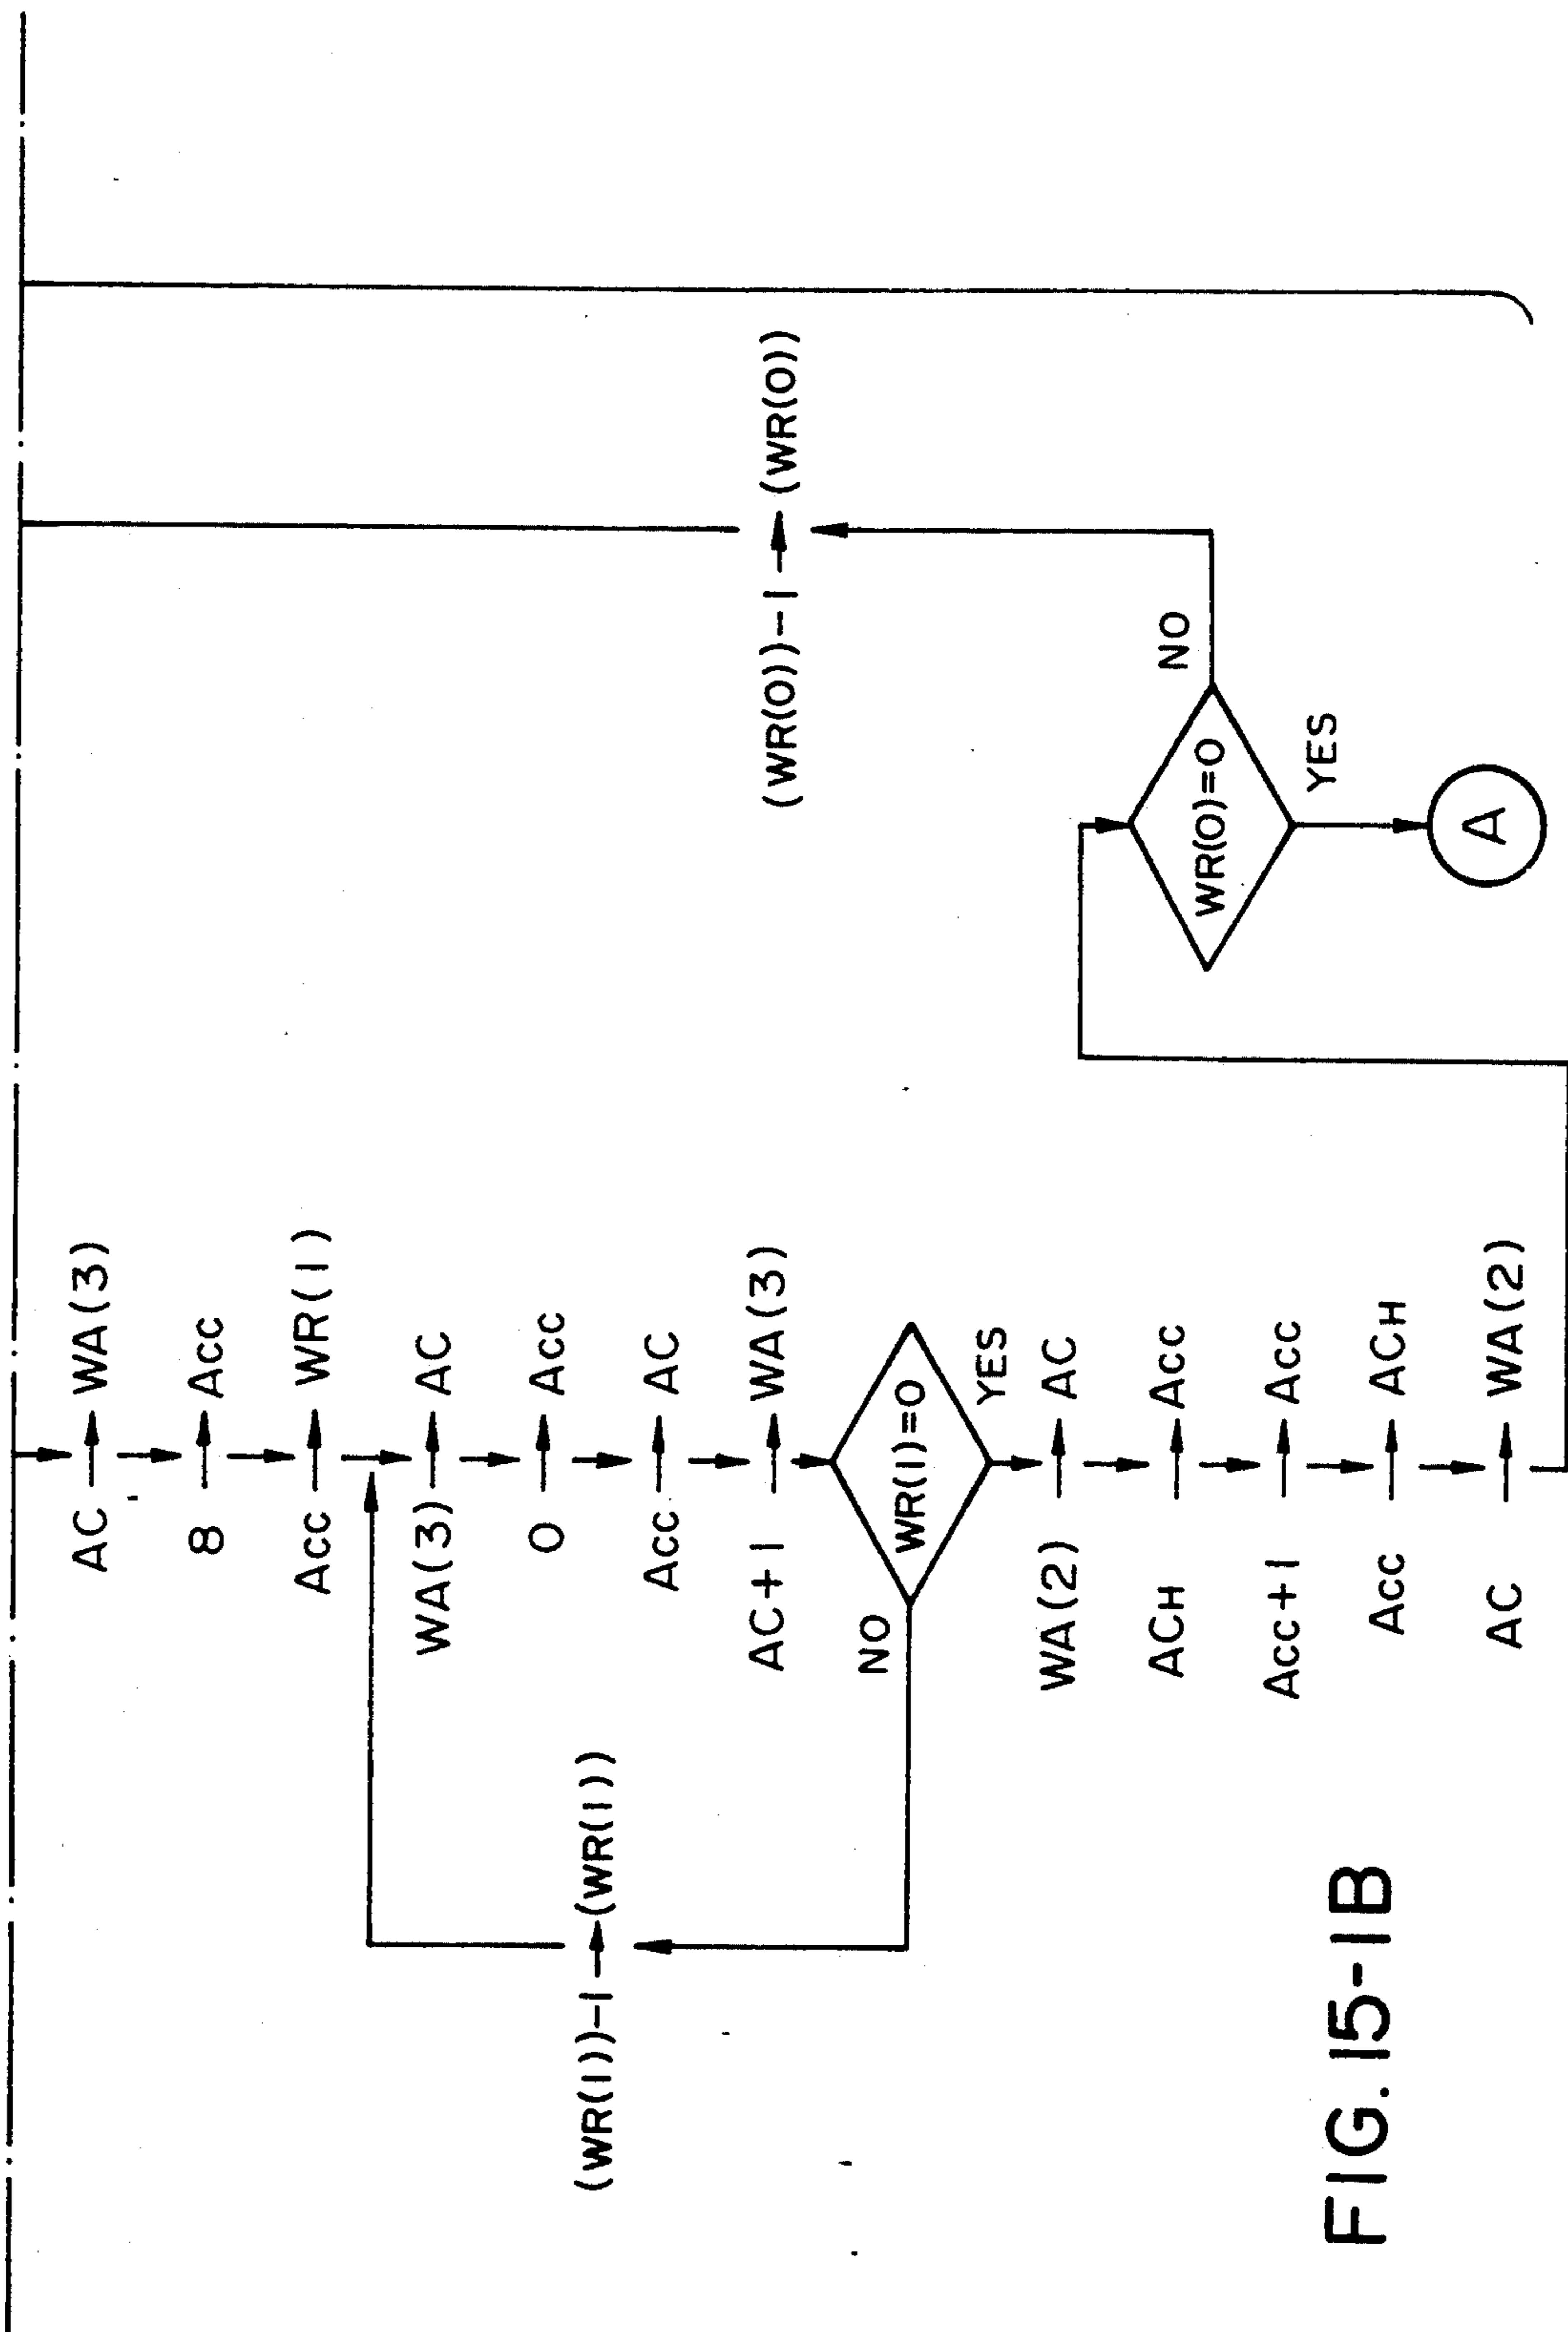 AC → WA(3)
8 → Acc
Acc → WR(1)
WA(3) → AC
0 → Acc
Acc → AC
AC+1 → WA(3)
WR(1)=0
NO
YES
(WR(1))-1 → (WR(1))
WA(2) → AC
ACH → Acc
Acc+1 → Acc
Acc → ACH
AC → WA(2)
(WR(0))-1 → (WR(0))
WR(0)=0
NO
YES
A
FIG. 15-1B